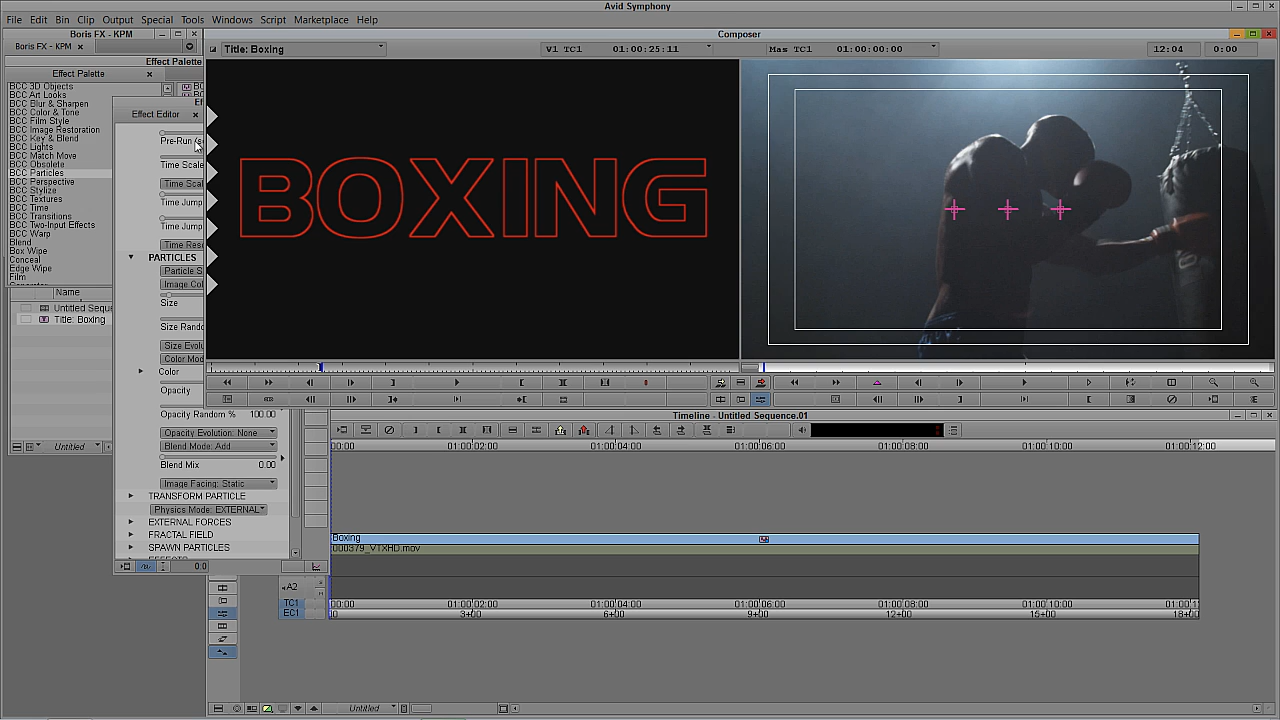 Avid Symphony
File Edit Bin Clip Output Special Tools Windows Script Marketplace Help
Boris FX - KPM
Composer
Boris FX - KPM
Title: Boxing
V1 TC1 01:00:25:11
Mas TC1 01:00:00:00
12:04
0:00
Effect Palette
Effect Palette
BCC 3D Objects
BCC Art Looks
BCC Blur & Sharpen
BCC Color & Tone
BCC Film Style
BCC Image Restoration
BCC Key & Blend
BCC Lights
BCC Match Move
BCC Obsolete
BCC Particles
BCC Perspective
BCC Stylize
BCC Textures
BCC Time
BCC Transitions
BCC Two-Input Effects
BCC Warp
Blend
Box Wipe
Conceal
Edge Wipe
Film
Name
Untitled Seque
Title: Boxing
Untitled
Effect Editor
Pre-Run (s
Time Scale
Time Scal
Time Jump
Time Jump
Time Rese
PARTICLES
Particle S
Image Col
Size
Size Rando
Size Evolu
Color Mod
Color
Opacity
Opacity Random % 100.00
Opacity Evolution: None
Blend Mode: Add
Blend Mix 0.00
Image Facing: Static
TRANSFORM PARTICLE
Physics Mode: EXTERNAL
EXTERNAL FORCES
FRACTAL FIELD
SPAWN PARTICLES
0.0
BOXING
Timeline - Untitled Sequence.01
00:00 01:00:02:00 01:00:04:00 01:00:06:00 01:00:08:00 01:00:10:00 01:00:12:00
Boxing
000379_VTXHD.mov
A2
TC1 00:00 01:00:02:00 01:00:04:00 01:00:06:00 01:00:08:00 01:00:10:00 01:00:1
EC1 00 3+00 6+00 9+00 12+00 15+00 18+00
Untitled